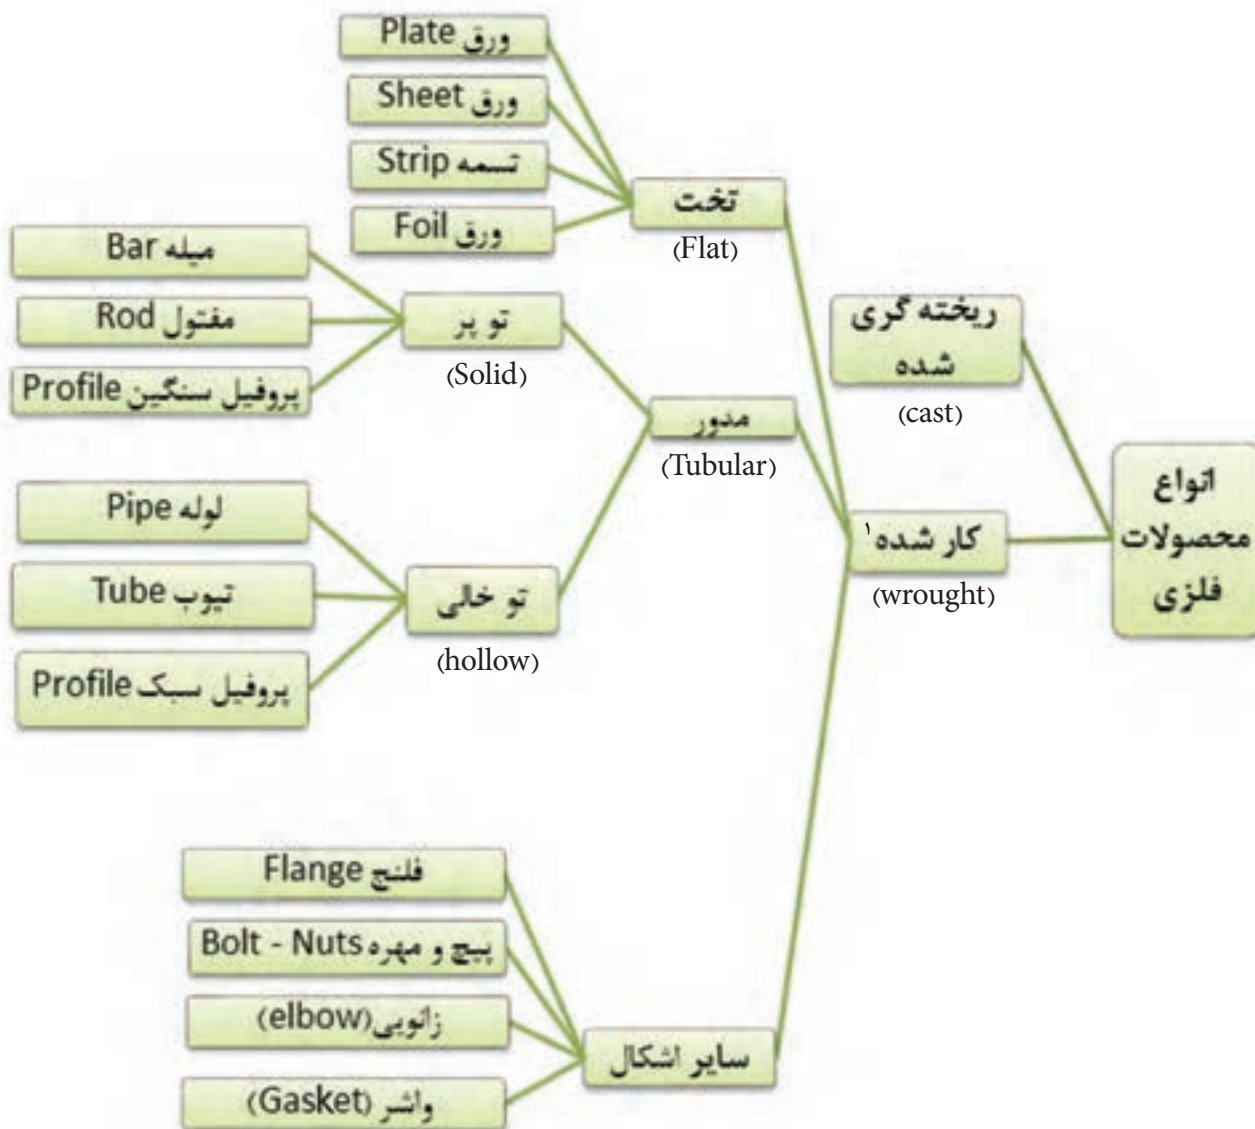 انواع
محصولات
فلزی
ریخته گری
شده
(cast)
کار شده ۱
(wrought)
تخت
(Flat)
ورق Plate
ورق Sheet
تسمه Strip
ورق Foil
مدور
(Tubular)
تو پر
(Solid)
میله Bar
مفتول Rod
پروفیل سنگین Profile
تو خالی
(hollow)
لوله Pipe
تیوب Tube
پروفیل سبک Profile
سایر اشکال
فلنج Flange
پیچ و مهره Bolt - Nuts
زانویی(elbow)
واشر (Gasket)